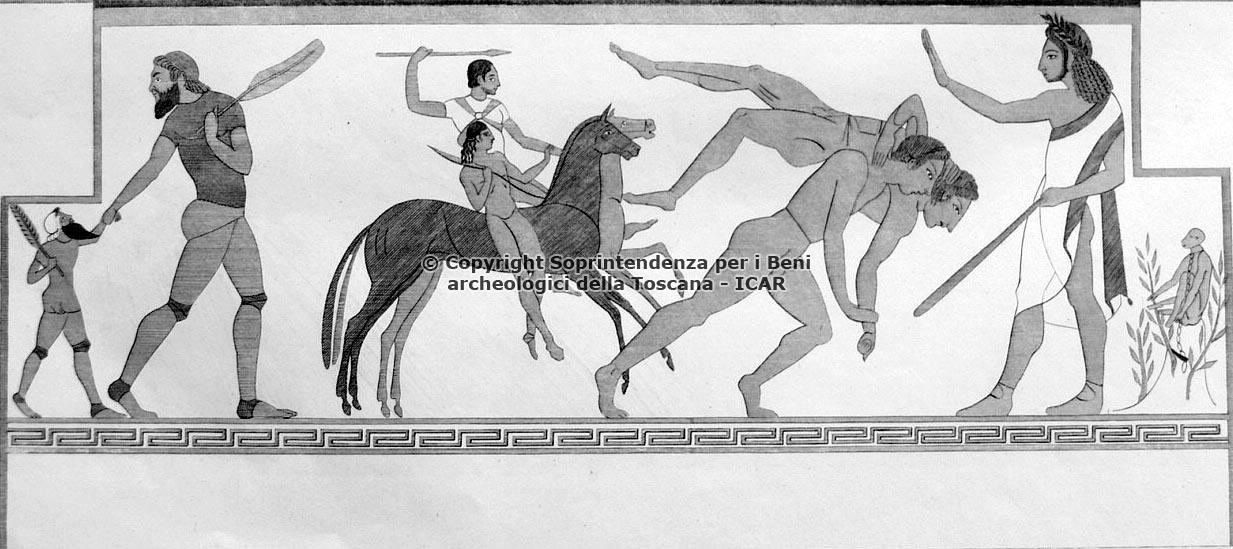 © Copyright Soprintendenza per i Beni
archeologici della Toscana - ICAR